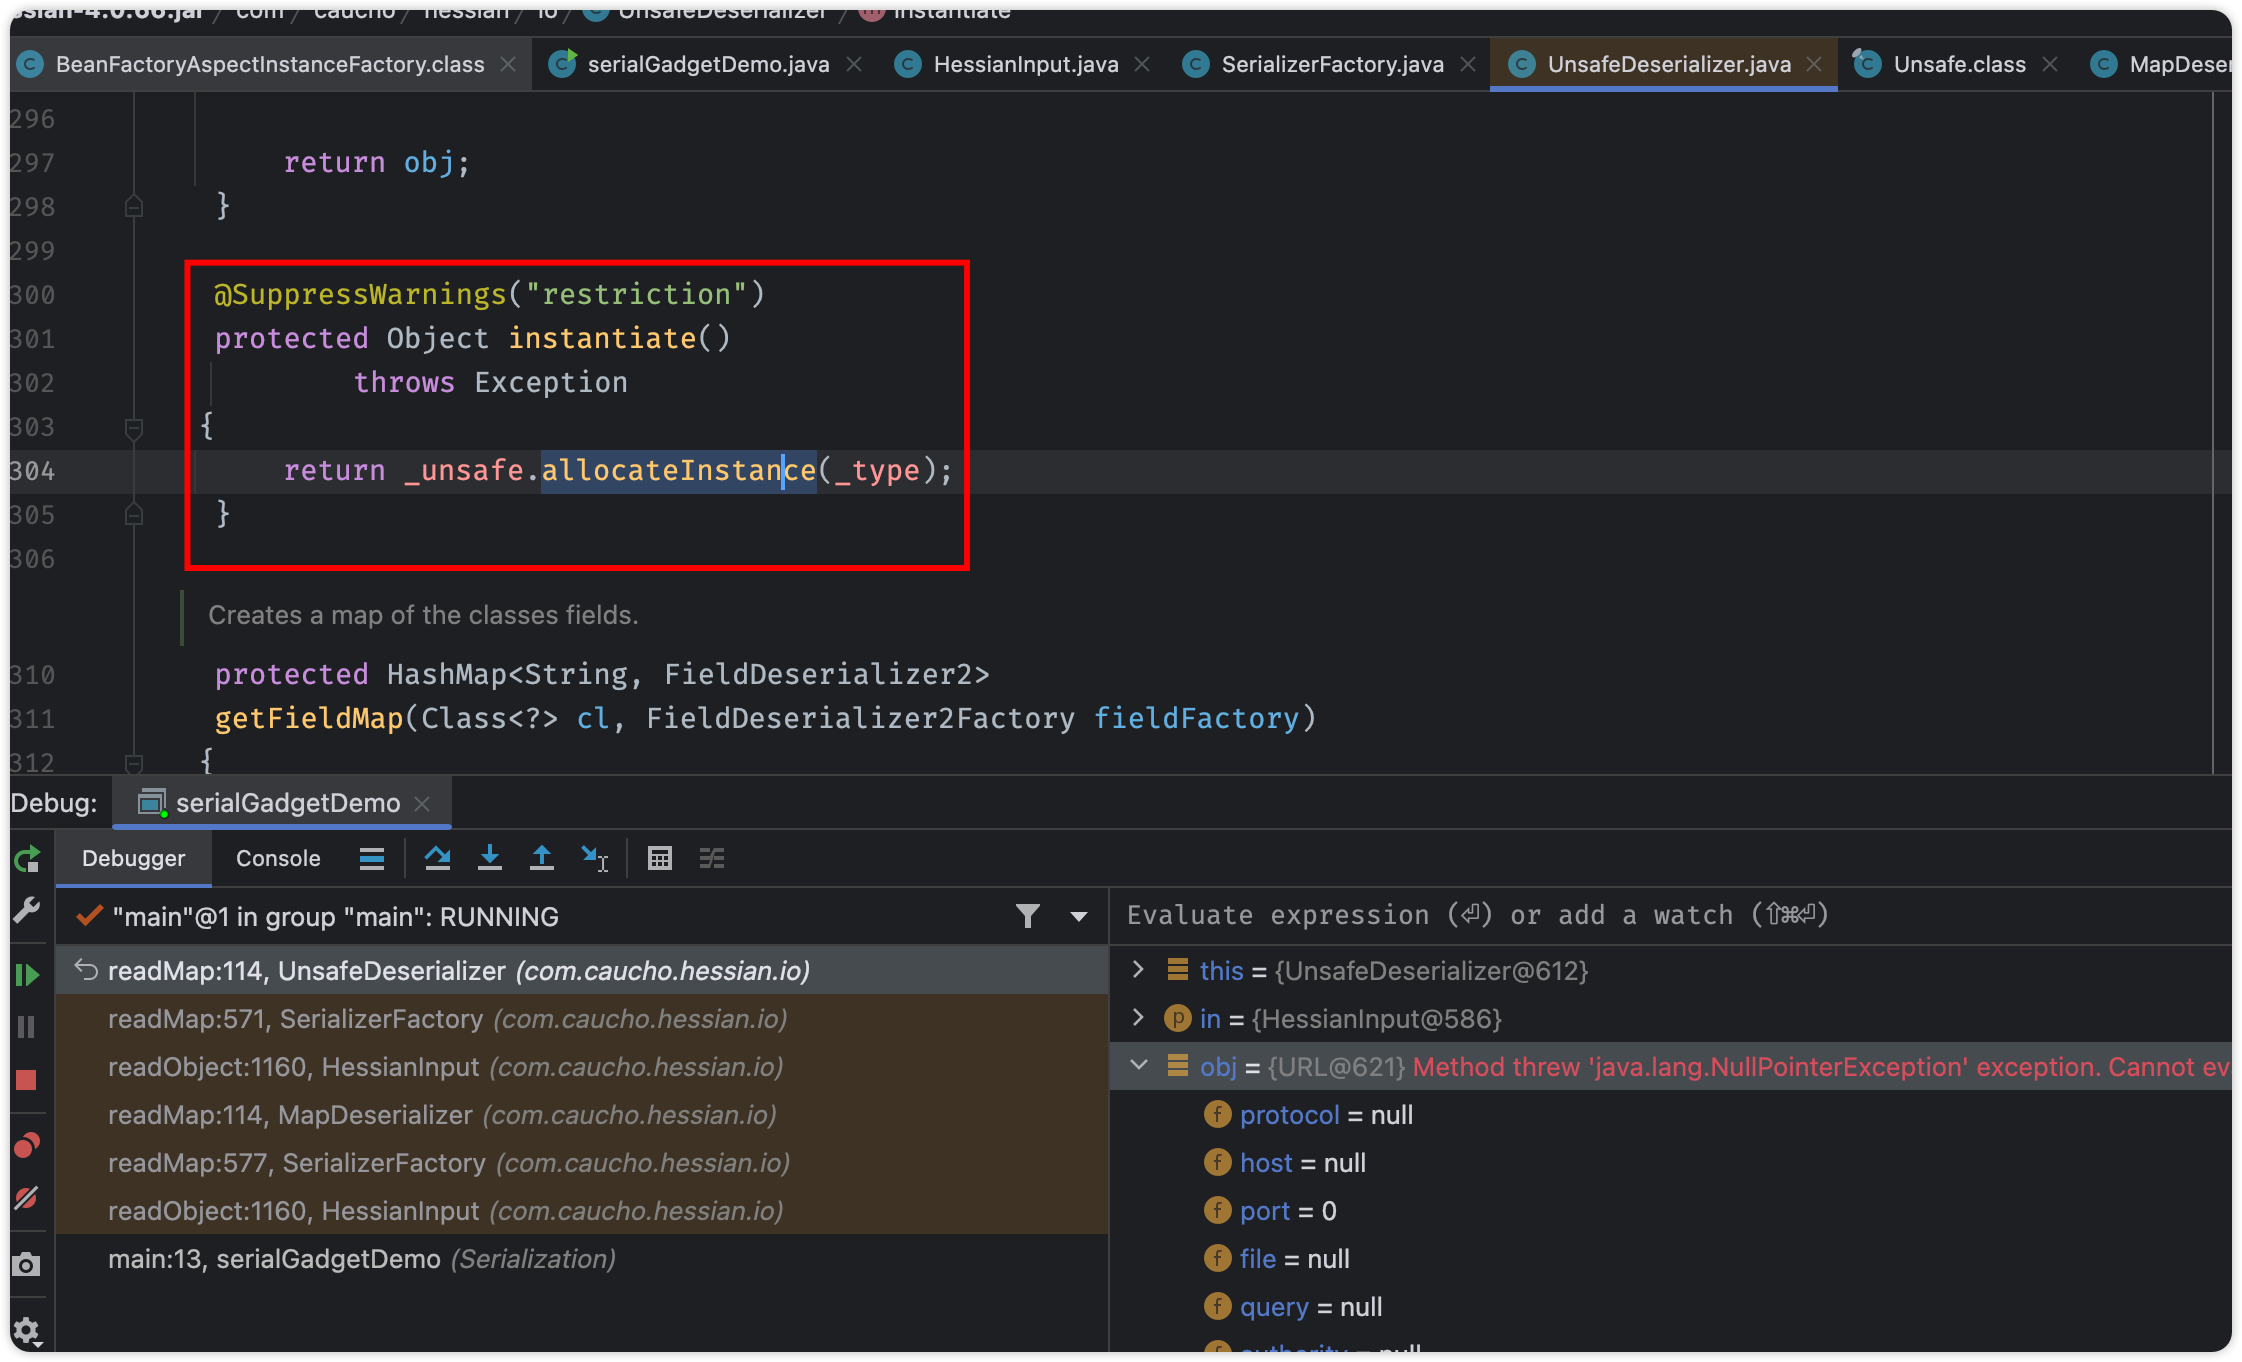 ssian-4.0.66.jar / com / caucho / hessian / io / UnsafeDeserializer / instantiate
BeanFactoryAspectInstanceFactory.class serialGadgetDemo.java HessianInput.java SerializerFactory.java UnsafeDeserializer.java Unsafe.class MapDeser
296
297 return obj;
298 }
299
300 @SuppressWarnings("restriction")
301 protected Object instantiate()
302 throws Exception
303 {
304 return _unsafe.allocateInstance(_type);
305 }
306
Creates a map of the classes fields.
310 protected HashMap<String, FieldDeserializer2>
311 getFieldMap(Class<?> cl, FieldDeserializer2Factory fieldFactory)
312 {
Debug: serialGadgetDemo
Debugger Console
"main"@1 in group "main": RUNNING
readMap:114, UnsafeDeserializer (com.caucho.hessian.io)
readMap:571, SerializerFactory (com.caucho.hessian.io)
readObject:1160, HessianInput (com.caucho.hessian.io)
readMap:114, MapDeserializer (com.caucho.hessian.io)
readMap:577, SerializerFactory (com.caucho.hessian.io)
readObject:1160, HessianInput (com.caucho.hessian.io)
main:13, serialGadgetDemo (Serialization)
Evaluate expression (⏎) or add a watch (⇧⌘⏎)
this = {UnsafeDeserializer@612}
p in = {HessianInput@586}
obj = {URL@621} Method threw 'java.lang.NullPointerException' exception. Cannot ev
f protocol = null
f host = null
f port = 0
f file = null
f query = null
f authority = null